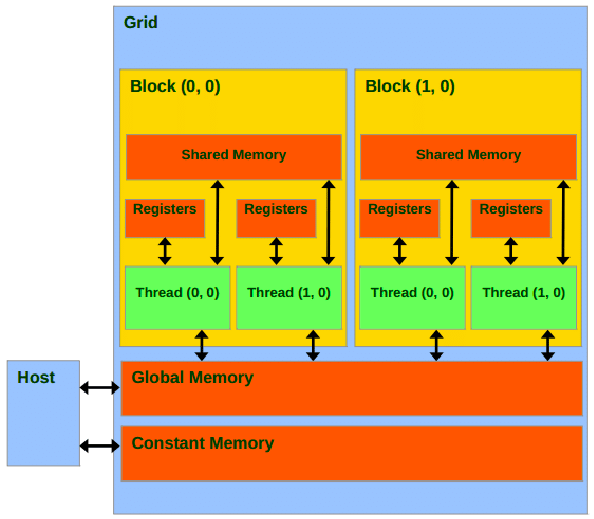 Grid
Block (0, 0)
Block (1, 0)
Shared Memory
Shared Memory
Registers
Registers
Registers
Registers
Thread (0, 0)
Thread (1, 0)
Thread (0, 0)
Thread (1, 0)
Host
Global Memory
Constant Memory